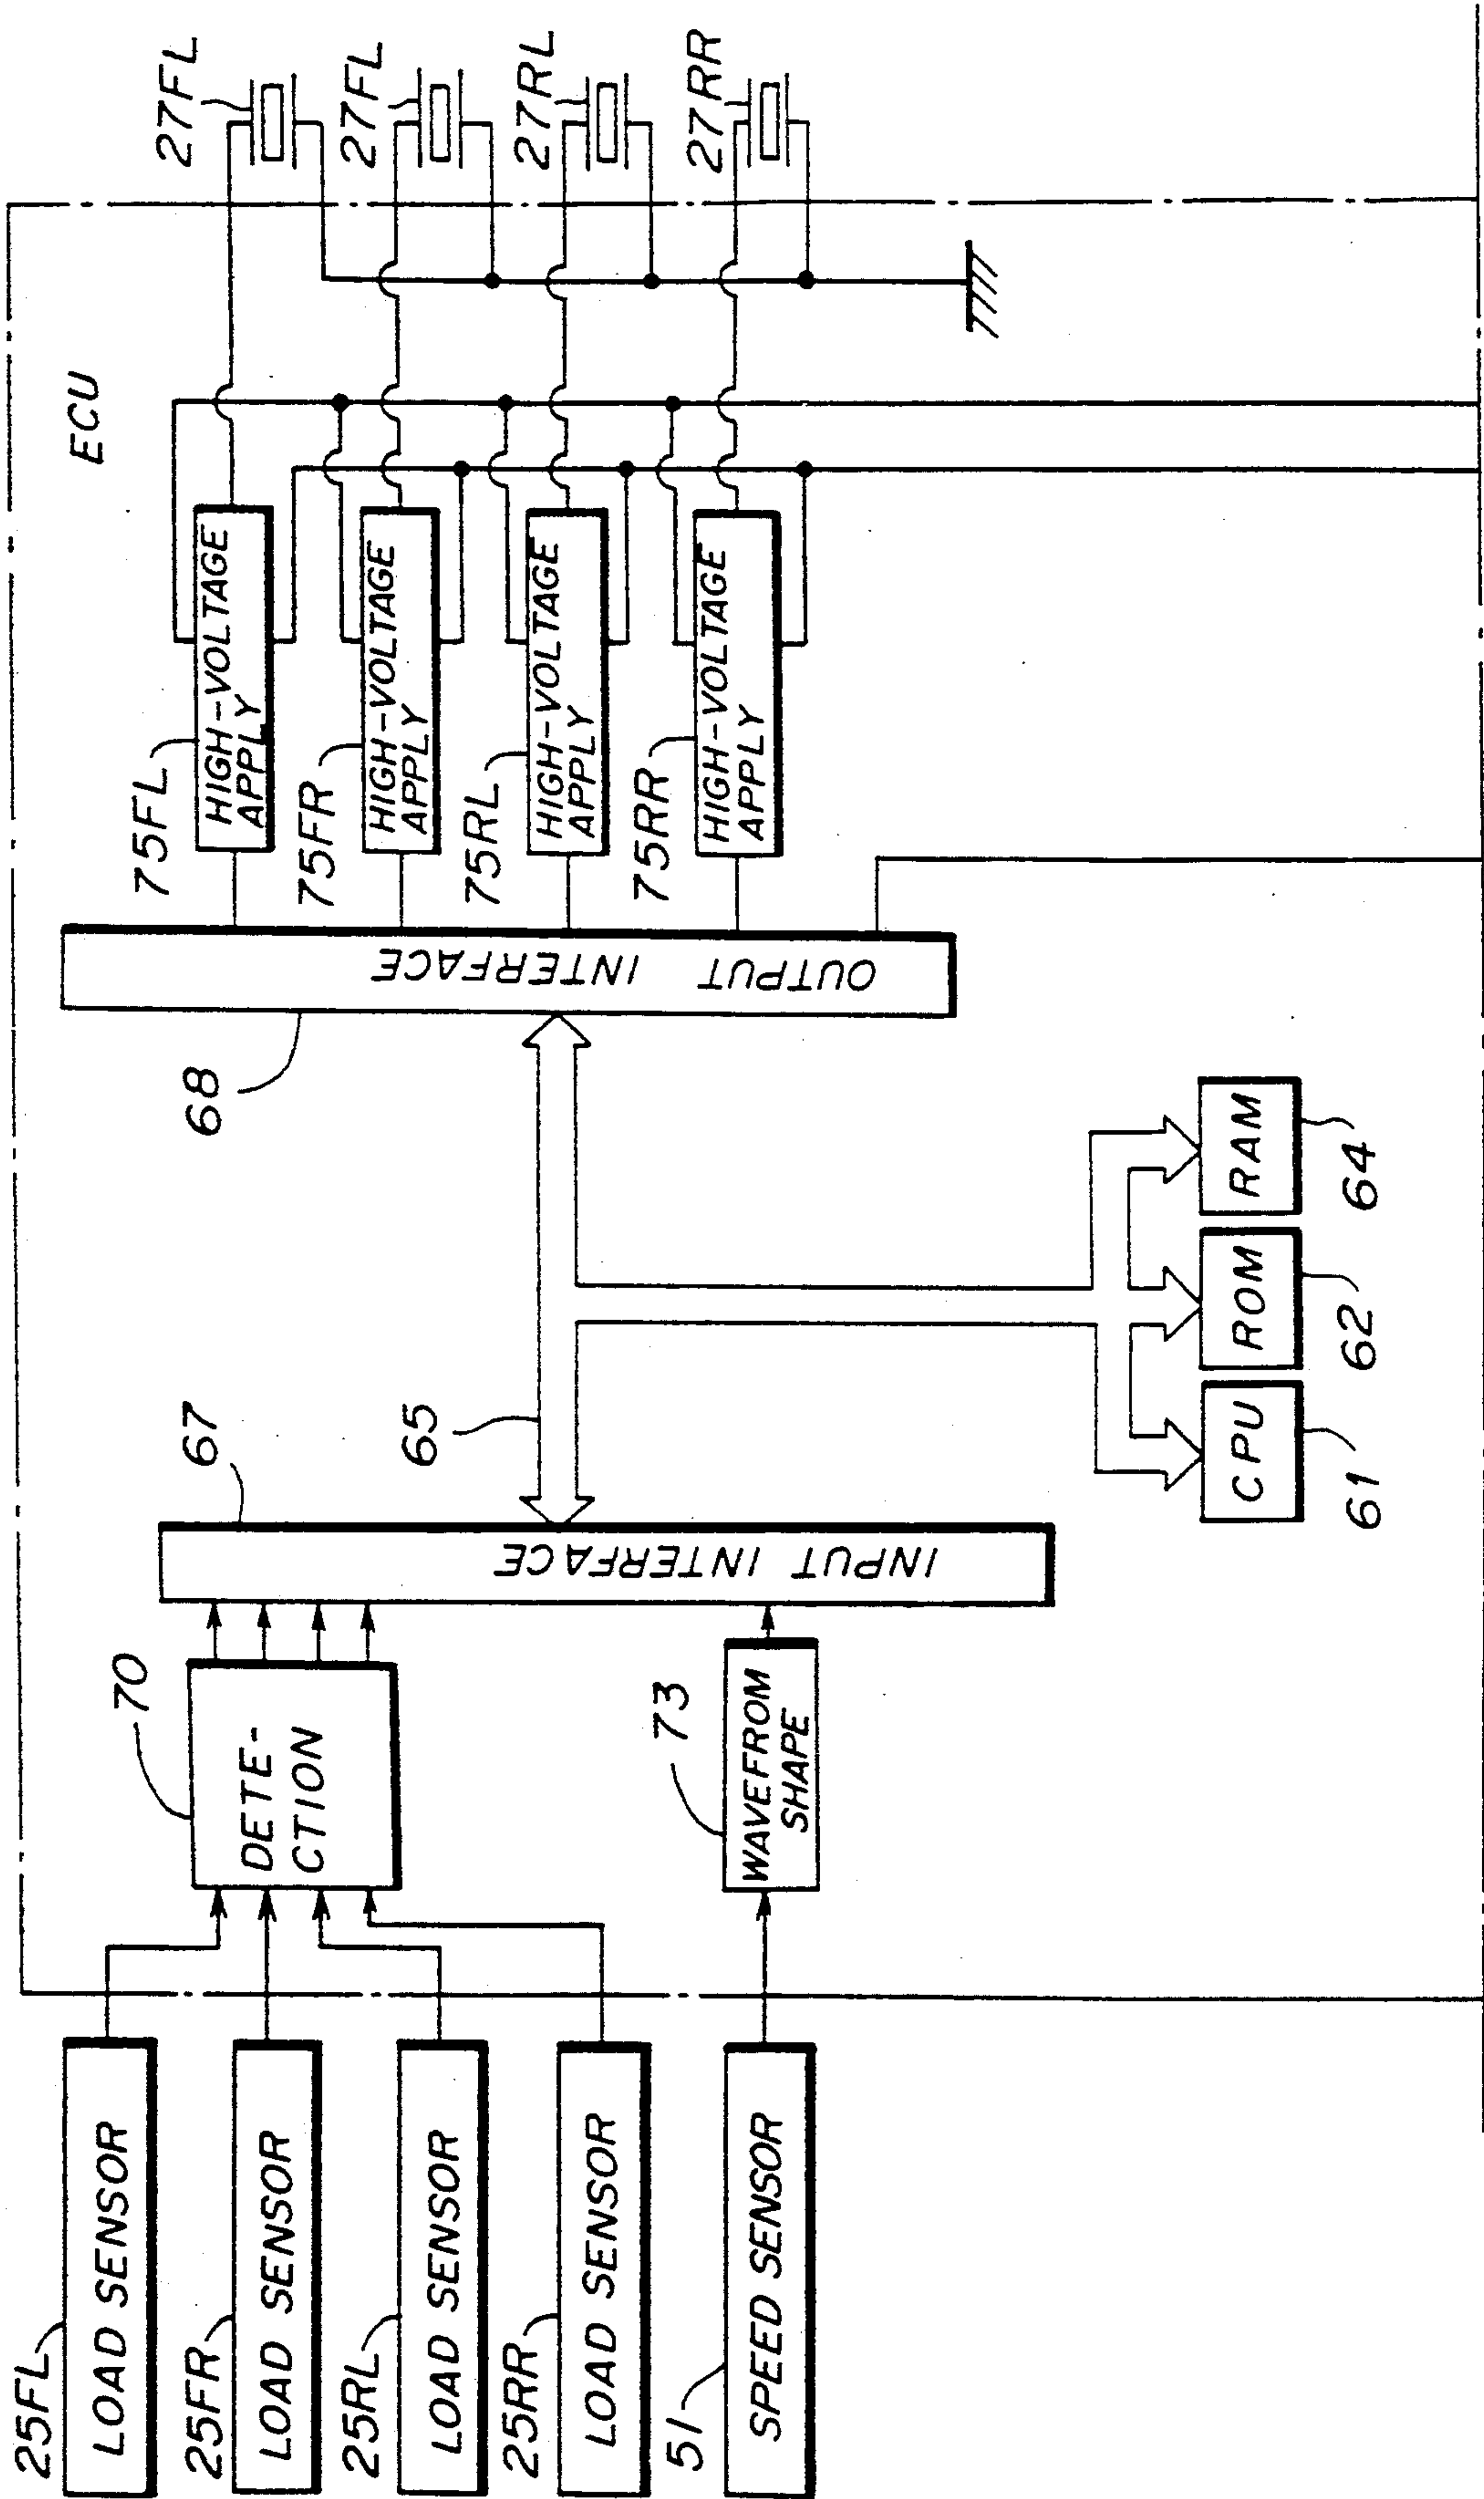 25FL
LOAD SENSOR
25FR
LOAD SENSOR
25RL
LOAD SENSOR
25RR
LOAD SENSOR
51
SPEED SENSOR
70
DETE-
CTION
73
WAVEFROM
SHAPE
67
INPUT INTERFACE
65
61
CPU
62
ROM
64
RAM
68
OUTPUT INTERFACE
ECU
75FL
HIGH-VOLTAGE
APPLY
75FR
HIGH-VOLTAGE
APPLY
75RL
HIGH-VOLTAGE
APPLY
75RR
HIGH-VOLTAGE
APPLY
27FL
27FL
27RL
27RR